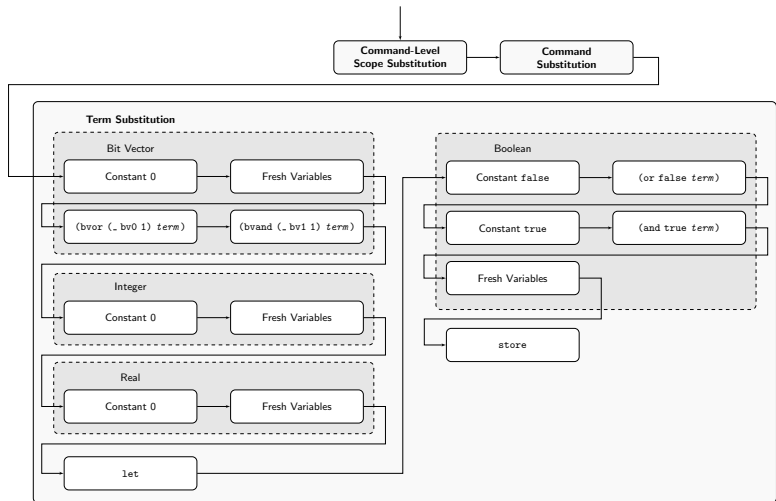 Command-Level
Scope Substitution
Command
Substitution
Term Substitution
Bit Vector
Constant 0
Fresh Variables
(bvor (_ bv0 1) term)
(bvand (_ bv1 1) term)
Integer
Constant 0
Fresh Variables
Real
Constant 0
Fresh Variables
let
Boolean
Constant false
(or false term)
Constant true
(and true term)
Fresh Variables
store